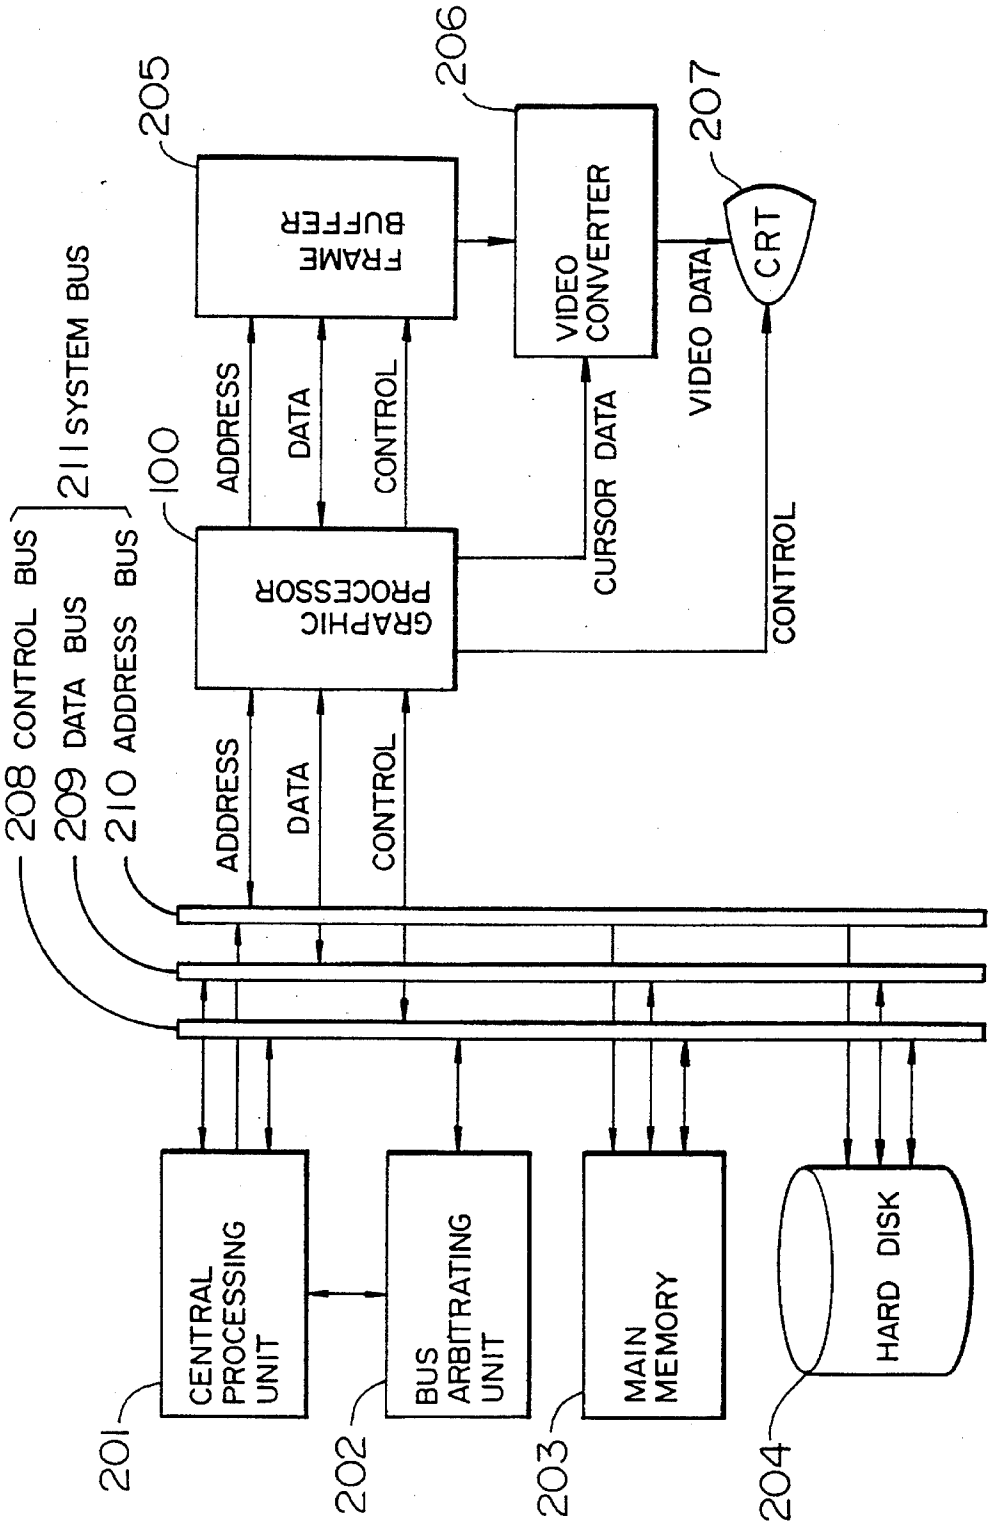 208 CONTROL BUS
209 DATA BUS
210 ADDRESS BUS
211 SYSTEM BUS
201
CENTRAL
PROCESSING
UNIT
202
BUS
ARBITRATING
UNIT
203
MAIN
MEMORY
204
HARD DISK
ADDRESS
DATA
CONTROL
100
GRAPHIC
PROCESSOR
ADDRESS
DATA
CONTROL
205
FRAME
BUFFER
206
VIDEO
CONVERTER
CURSOR DATA
VIDEO DATA
207
CRT
CONTROL